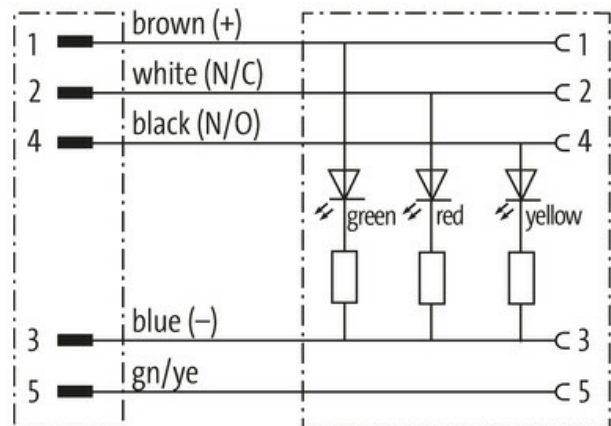 1 brown (+) 1
2 white (N/C) 2
4 black (N/O) 4
green red yellow
3 blue (–) 3
5 gn/ye 5